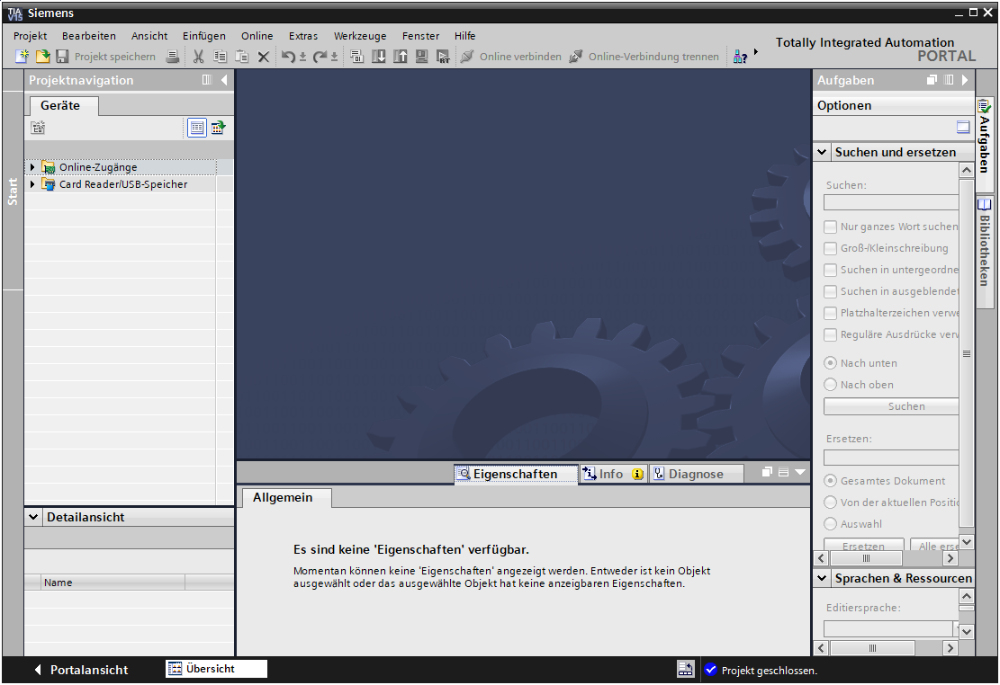 TIA
V15
Siemens
Projekt Bearbeiten Ansicht Einfügen Online Extras Werkzeuge Fenster Hilfe
Totally Integrated Automation
PORTAL
Projekt speichern
Online verbinden
Online-Verbindung trennen
Projektnavigation
Geräte
Start
Online-Zugänge
Card Reader/USB-Speicher
Detailansicht
Name
Eigenschaften
Info
Diagnose
Allgemein
Es sind keine 'Eigenschaften' verfügbar.
Momentan können keine 'Eigenschaften' angezeigt werden. Entweder ist kein Objekt
ausgewählt oder das ausgewählte Objekt hat keine anzeigbaren Eigenschaften.
Aufgaben
Optionen
Suchen und ersetzen
Suchen:
Nur ganzes Wort suchen
Groß-/Kleinschreibung
Suchen in untergeordne
Suchen in ausgeblendet
Platzhalterzeichen verwe
Reguläre Ausdrücke verv
Nach unten
Nach oben
Suchen
Ersetzen:
Gesamtes Dokument
Von der aktuellen Positio
Auswahl
Ersetzen
Alle erse
Sprachen & Ressourcen
Editiersprache:
Aufgaben
Bibliotheken
Portalansicht
Übersicht
Projekt geschlossen.